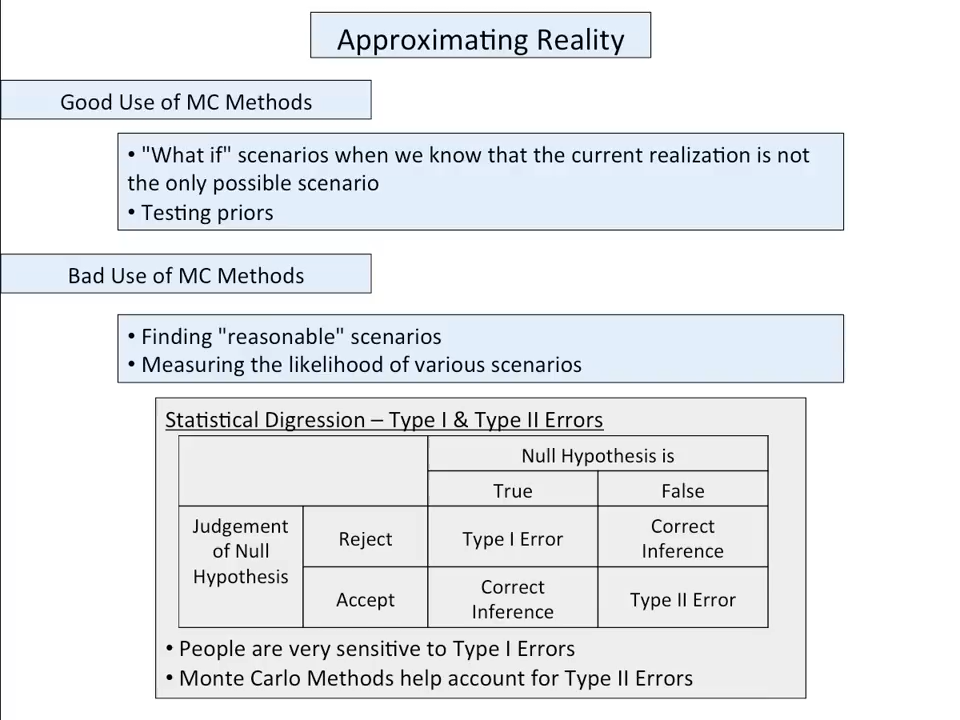 Approximating Reality
Good Use of MC Methods
• "What if" scenarios when we know that the current realization is not
the only possible scenario
• Testing priors
Bad Use of MC Methods
• Finding "reasonable" scenarios
• Measuring the likelihood of various scenarios
Statistical Digression – Type I & Type II Errors
Null Hypothesis is
True
False
Judgement
of Null
Hypothesis
Reject
Type I Error
Correct
Inference
Accept
Correct
Inference
Type II Error
• People are very sensitive to Type I Errors
• Monte Carlo Methods help account for Type II Errors